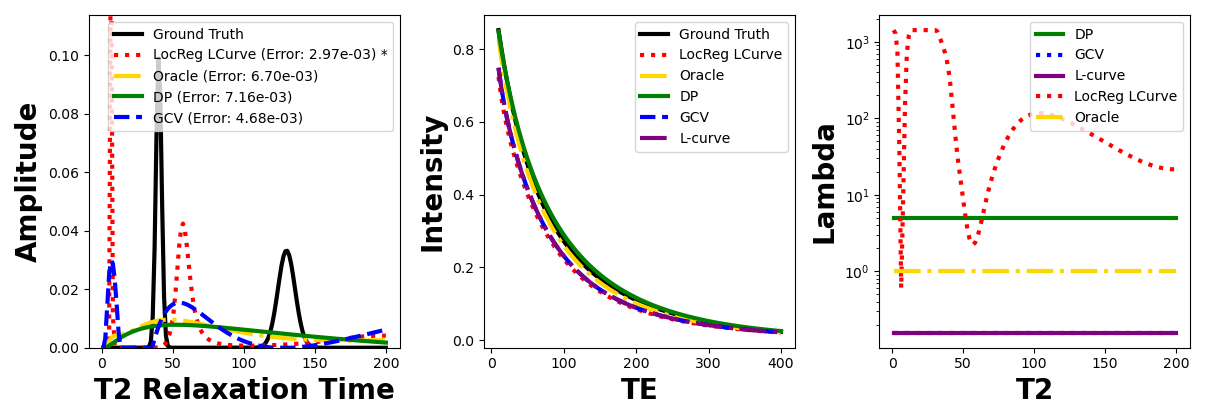 Amplitude
0.10
0.08
0.06
0.04
0.02
0.00
0
50
100
150
200
T2 Relaxation Time
Ground Truth
LocReg LCurve (Error: 2.97e-03) *
Oracle (Error: 6.70e-03)
DP (Error: 7.16e-03)
GCV (Error: 4.68e-03)
Intensity
0.8
0.6
0.4
0.2
0.0
0
100
200
300
400
TE
Ground Truth
LocReg LCurve
Oracle
DP
GCV
L-curve
Lambda
10³
10²
10¹
10⁰
0
50
100
150
200
T2
DP
GCV
L-curve
LocReg LCurve
Oracle